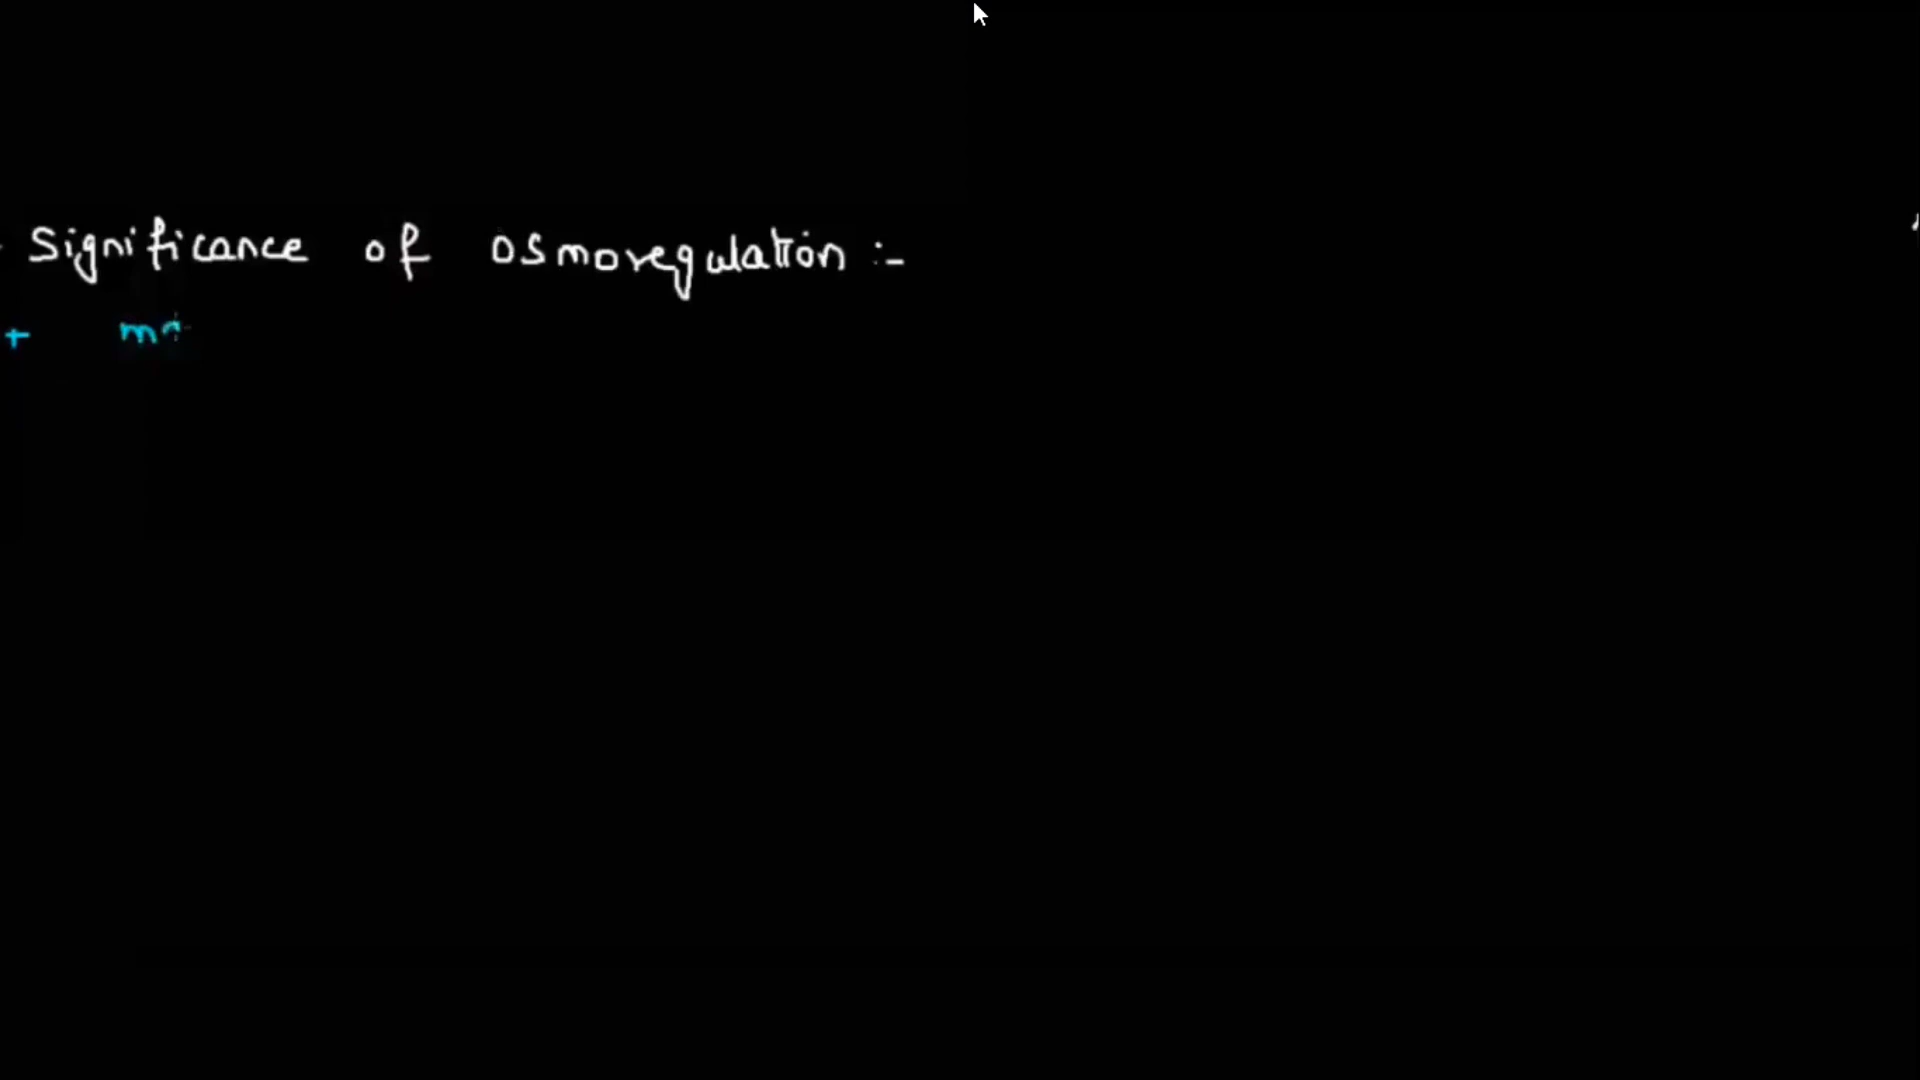 Significance of osmoregulation :-
+